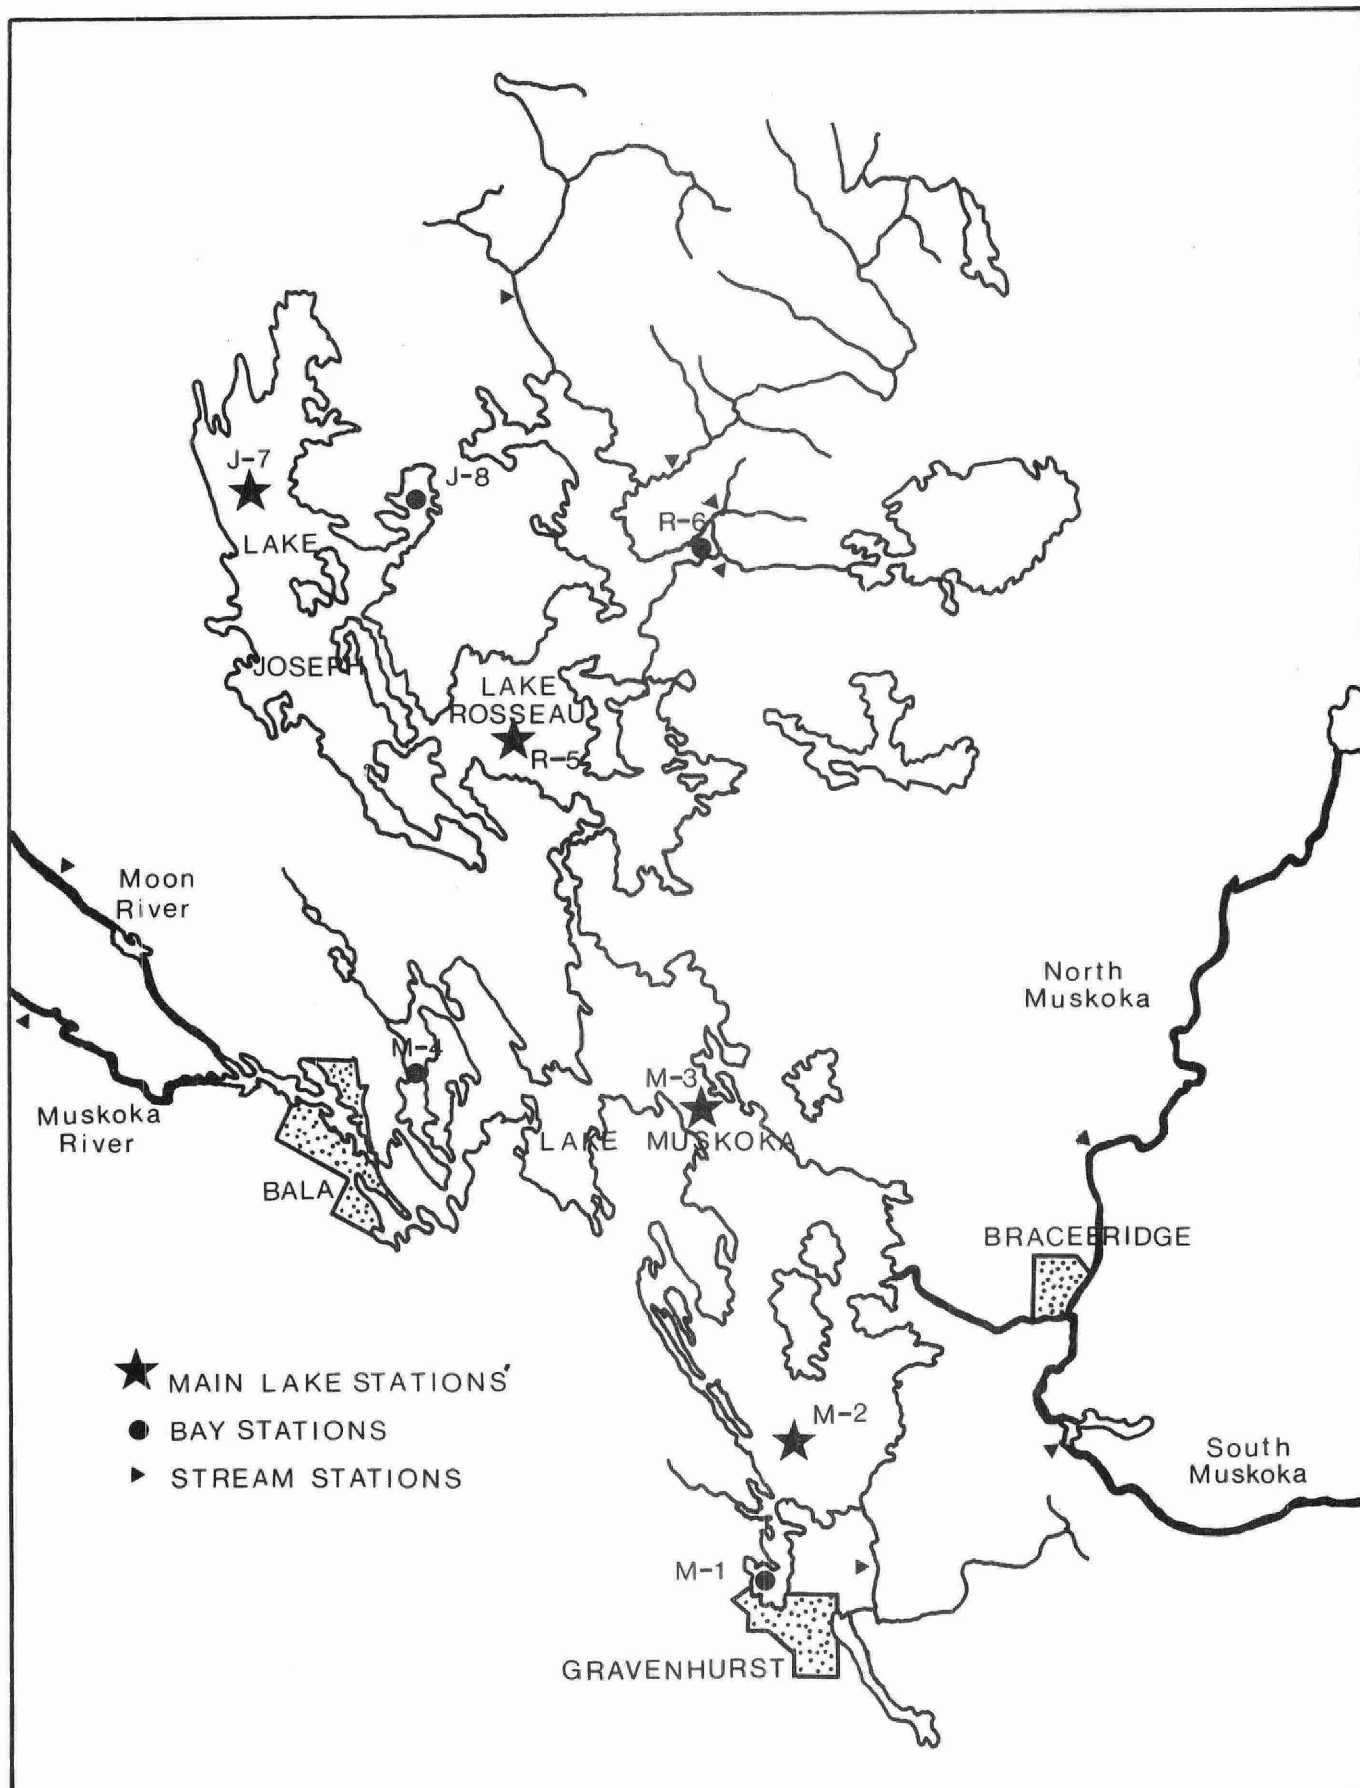 J-7
J-8
R-6
LAKE
JOSEPH
LAKE
ROSSEAU
R-5
Moon
River
North
Muskoka
M-4
M-3
Muskoka
River
LAKE MUSKOKA
BALA
BRACEBRIDGE
MAIN LAKE STATIONS'
M-2
BAY STATIONS
South
Muskoka
STREAM STATIONS
M-1
GRAVENHURST